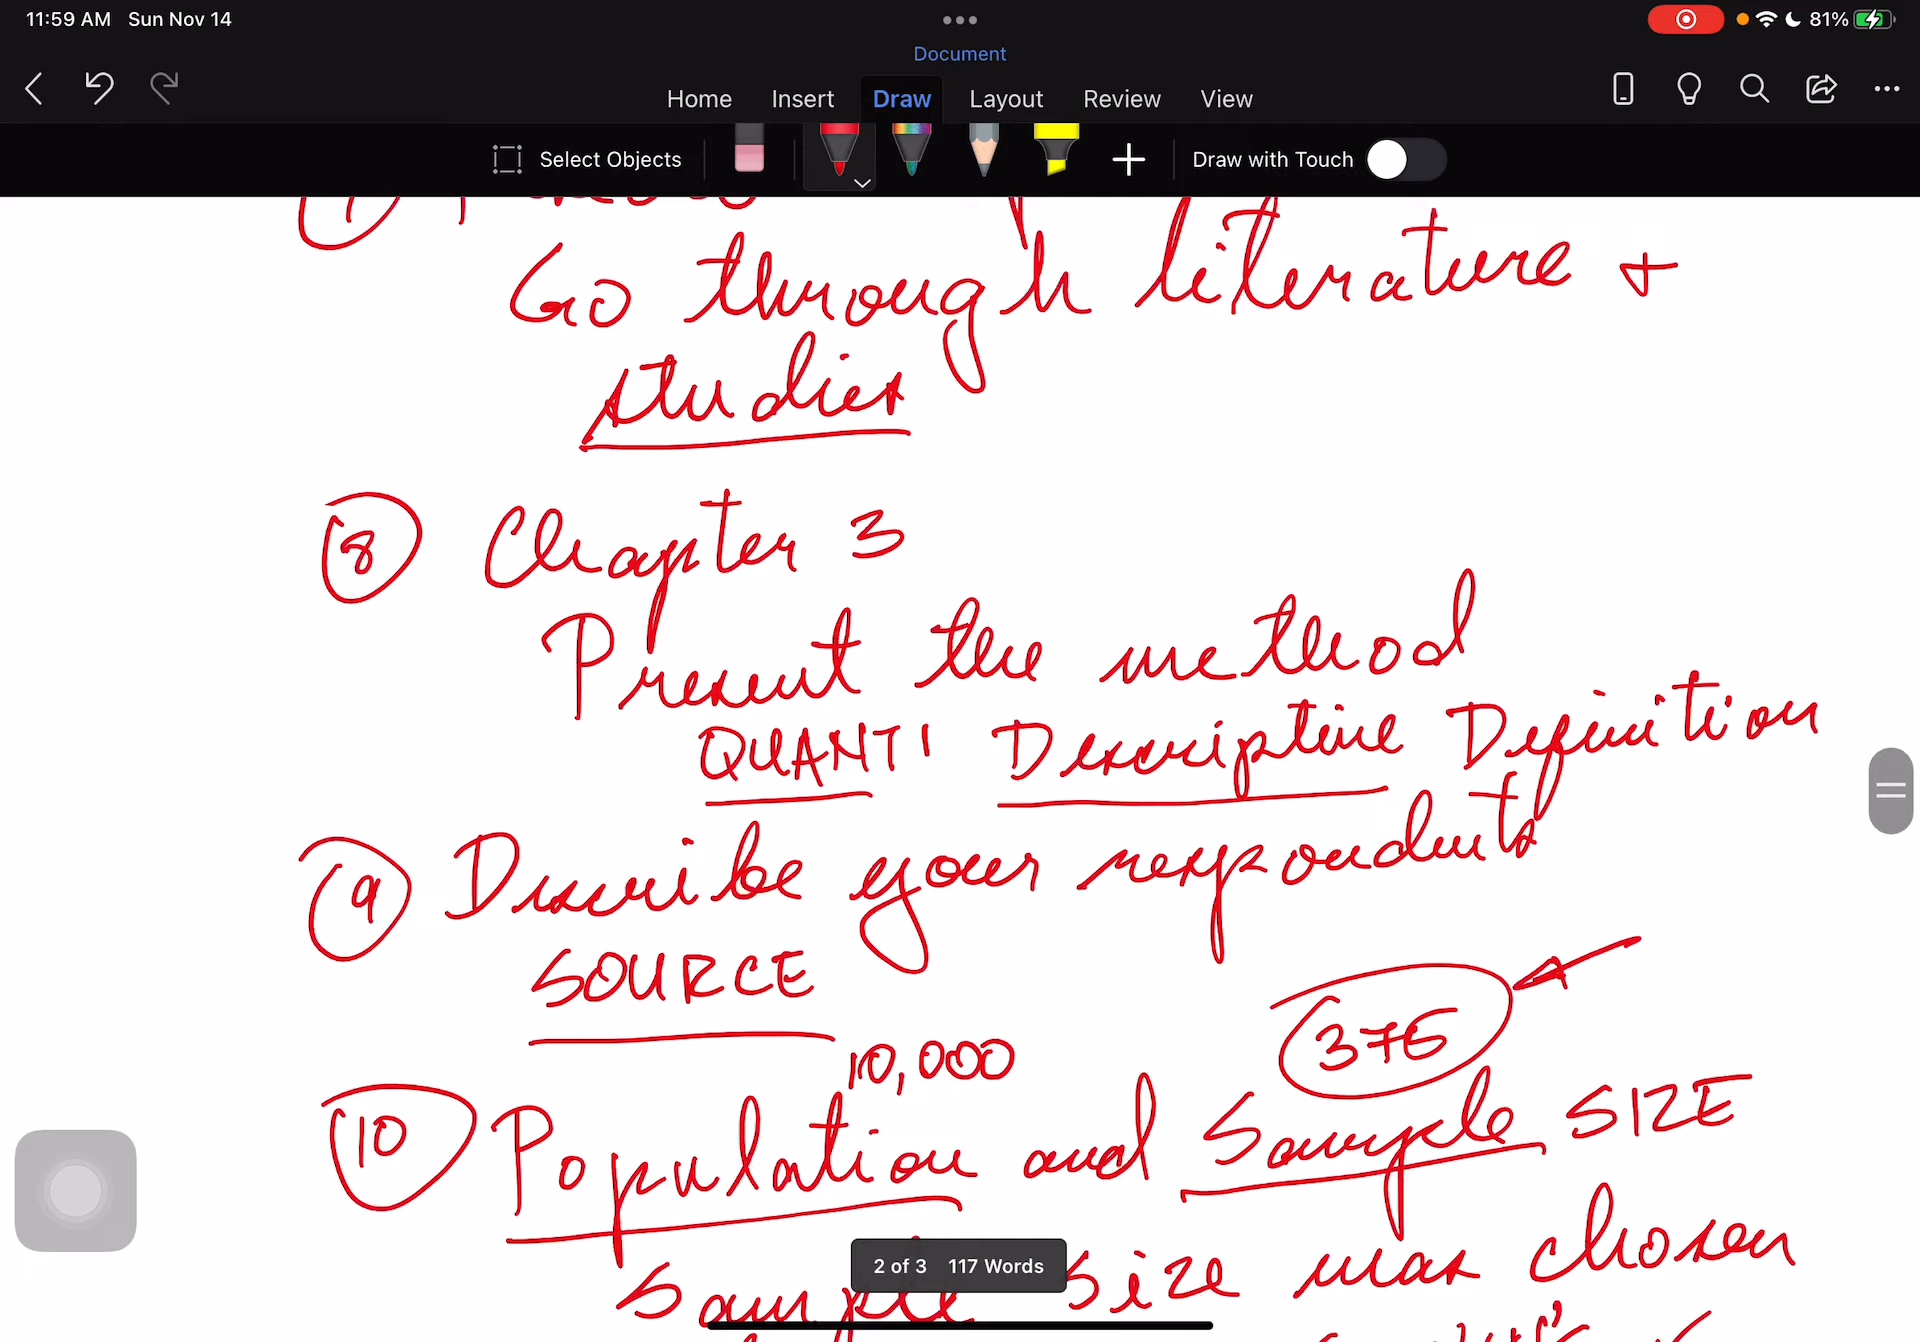 11:59 AM Sun Nov 14
81%
Document
Home Insert Draw Layout Review View
Select Objects
Draw with Touch
Go through literature +
studies
8 Chapter 3
Present the method
QUANTI Descriptive Definition
9 Describe your respondents
SOURCE
10,000
376
10 Population and Sample SIZE
2 of 3 117 Words
Sample Size was chosen